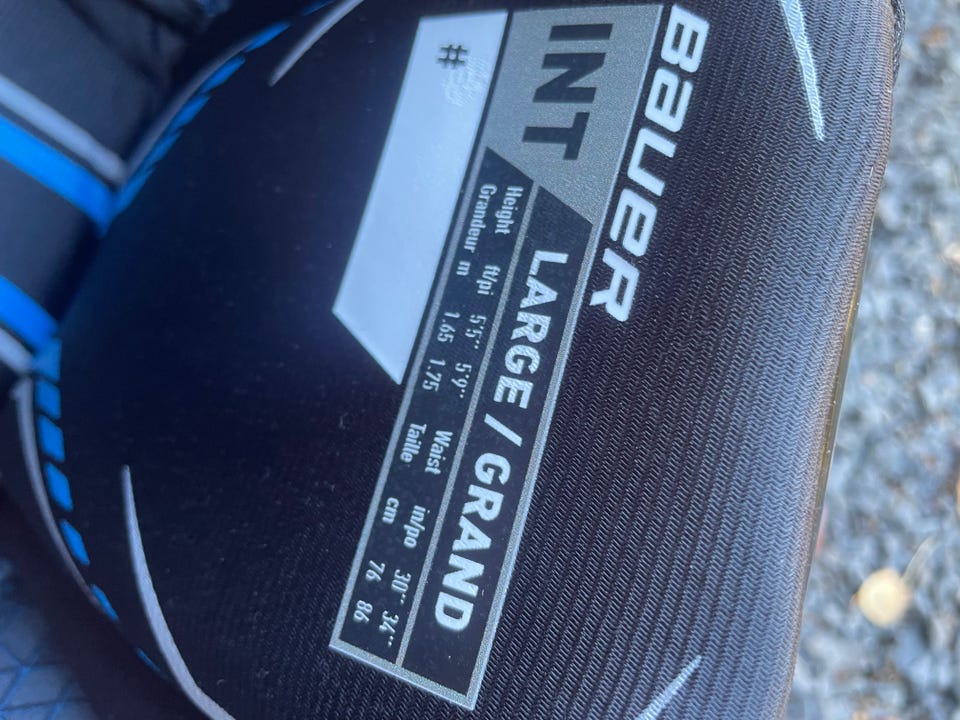 BAUER
INT
LARGE / GRAND
Height ft/pi 5'5" 5'9" Waist in/po 30" 34"
Grandeur m 1.65 1.75 Taille cm 76 86
#